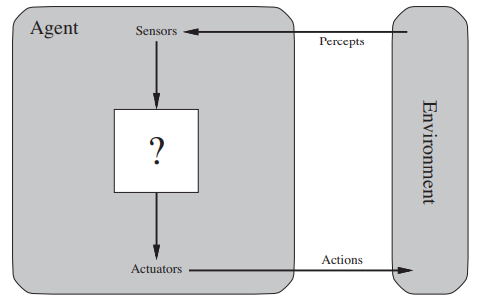 Agent
Sensors
Percepts
Environment
?
Actuators
Actions